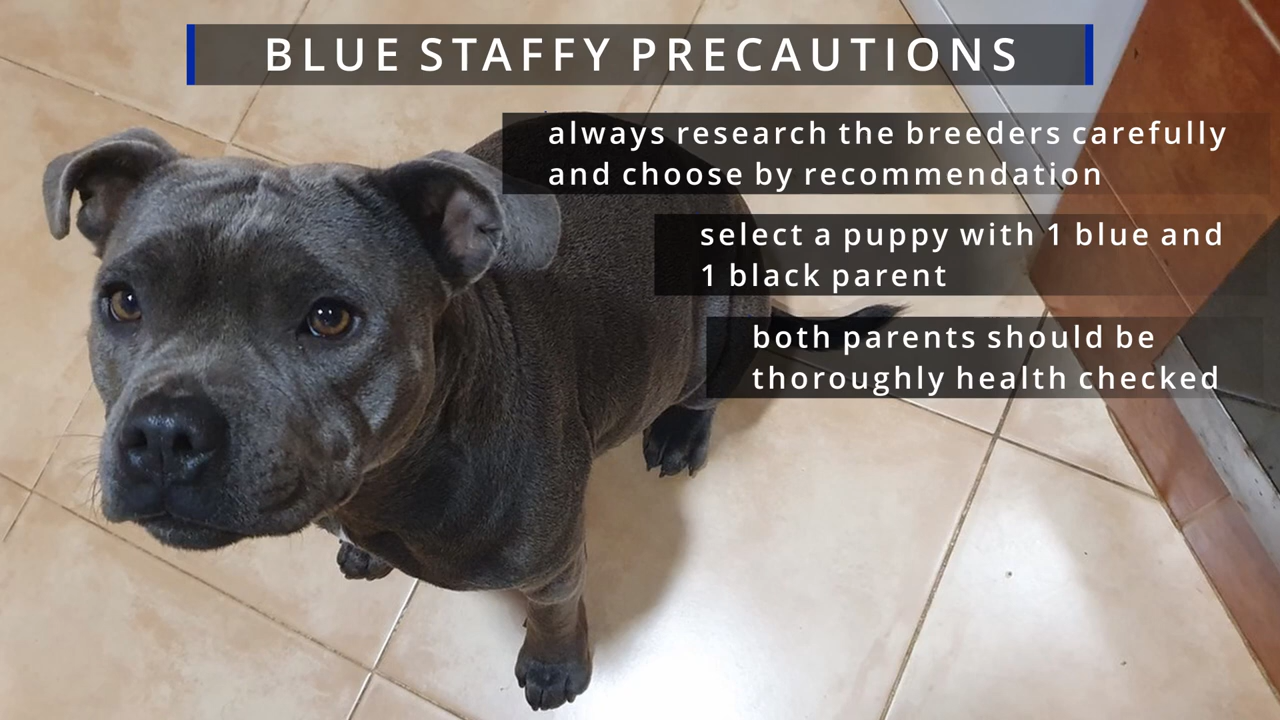 BLUE STAFFY PRECAUTIONS
always research the breeders carefully
and choose by recommendation
select a puppy with 1 blue and
1 black parent
both parents should be
thoroughly health checked